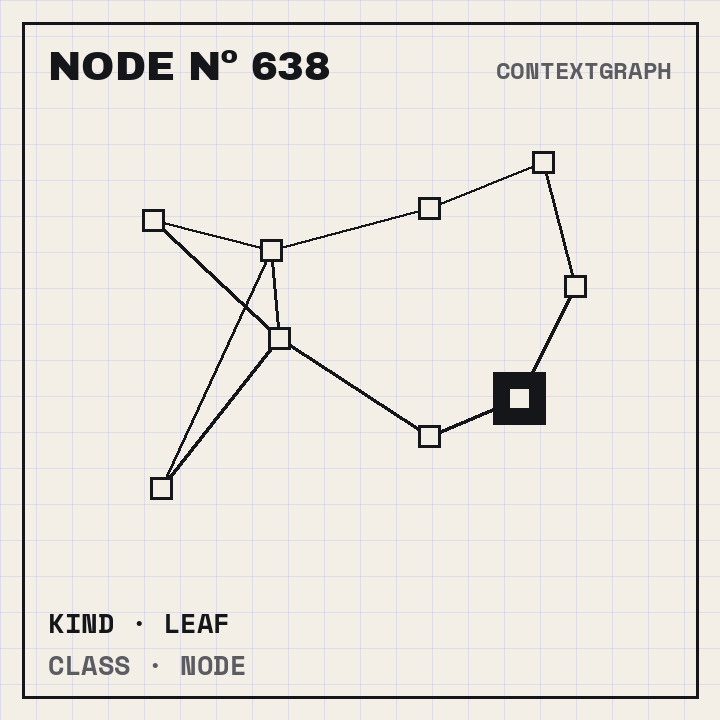 NODE Nº 638
CONTEXTGRAPH
KIND · LEAF
CLASS · NODE